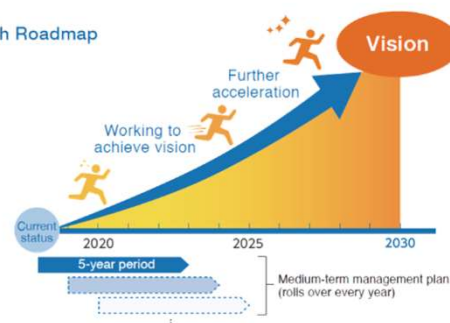 h Roadmap
Vision
Further
acceleration
Working to
achieve vision
Current
status
2020
2025
2030
5-year period
Medium-term management plan
(rolls over every year)